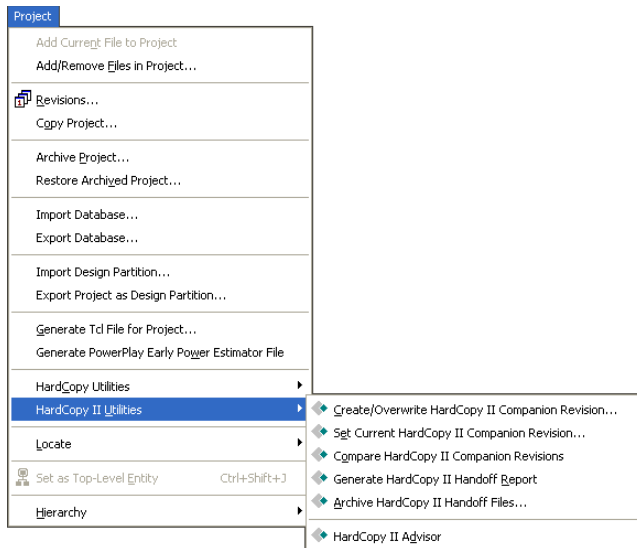 Project
Add Current File to Project
Add/Remove Files in Project...
Revisions...
Copy Project...
Archive Project...
Restore Archived Project...
Import Database...
Export Database...
Import Design Partition...
Export Project as Design Partition...
Generate Tcl File for Project...
Generate PowerPlay Early Power Estimator File
HardCopy Utilities
HardCopy II Utilities
Create/Overwrite HardCopy II Companion Revision...
Set Current HardCopy II Companion Revision...
Compare HardCopy II Companion Revisions
Generate HardCopy II Handoff Report
Archive HardCopy II Handoff Files...
HardCopy II Advisor
Locate
Set as Top-Level Entity Ctrl+Shift+J
Hierarchy